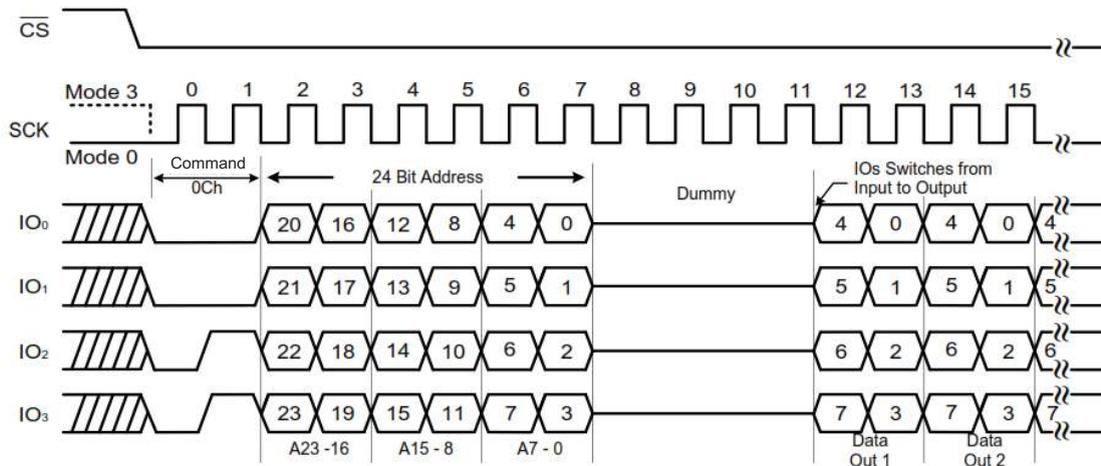 CS
Mode 3
0 1 2 3 4 5 6 7 8 9 10 11 12 13 14 15
SCK
Mode 0
Command
0Ch
24 Bit Address
Dummy
IOs Switches from
Input to Output
IO₀ 20 16 12 8 4 0 4 0 4 0 4
IO₁ 21 17 13 9 5 1 5 1 5 1 5
IO₂ 22 18 14 10 6 2 6 2 6 2 6
IO₃ 23 19 15 11 7 3 7 3 7 3 7
A23 -16 A15 - 8 A7 - 0
Data
Out 1
Data
Out 2